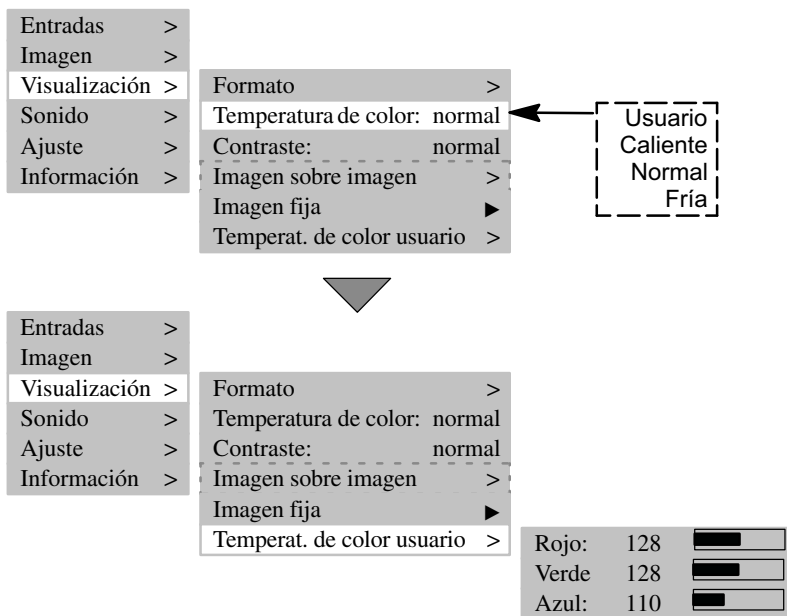 Entradas >
Imagen >
Visualización >
Sonido >
Ajuste >
Información >
Formato >
Temperatura de color: normal
Contraste: normal
Imagen sobre imagen >
Imagen fija ▶
Temperat. de color usuario >
Usuario
Caliente
Normal
Fría
Entradas >
Imagen >
Visualización >
Sonido >
Ajuste >
Información >
Formato >
Temperatura de color: normal
Contraste: normal
Imagen sobre imagen >
Imagen fija ▶
Temperat. de color usuario >
Rojo: 128
Verde 128
Azul: 110